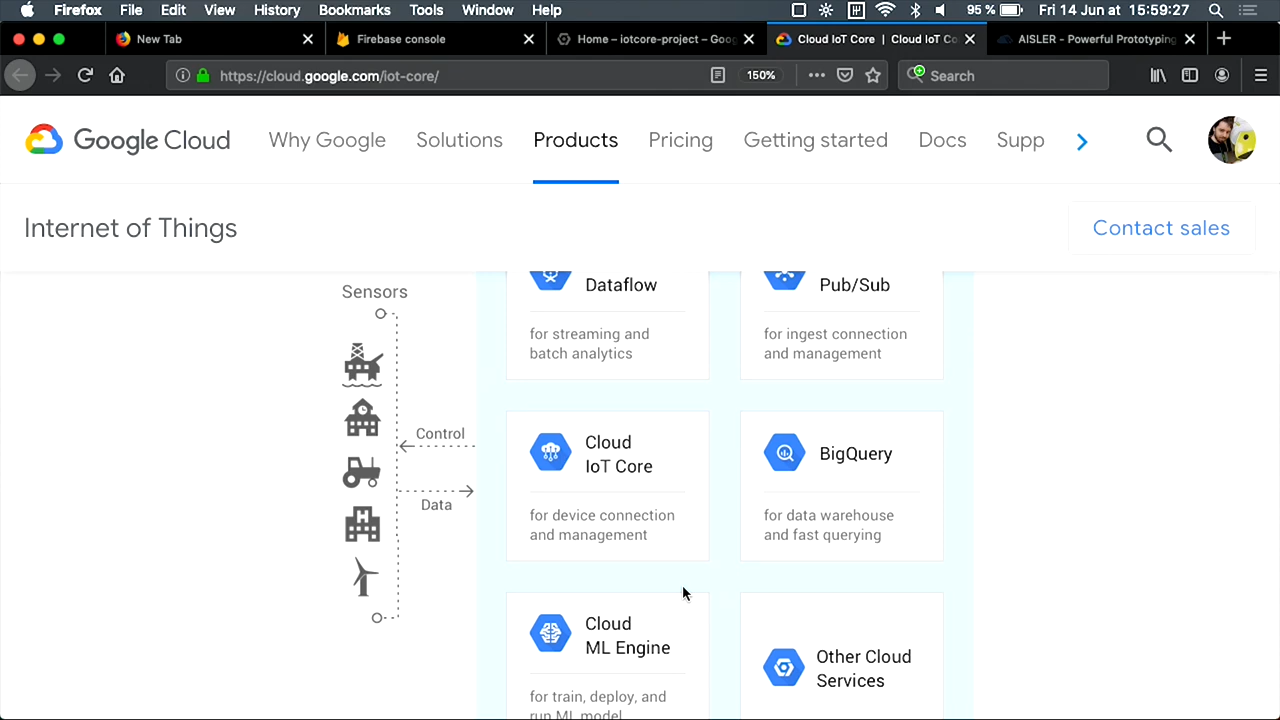 Firefox File Edit View History Bookmarks Tools Window Help 95 % Fri 14 Jun at 15:59:27
New Tab Firebase console Home – iotcore-project – Goog Cloud IoT Core | Cloud IoT Co AISLER - Powerful Prototyping
https://cloud.google.com/iot-core/ 150% Search
Google Cloud Why Google Solutions Products Pricing Getting started Docs Supp
Internet of Things Contact sales
Sensors
Control
Data
Dataflow
for streaming and
batch analytics
Pub/Sub
for ingest connection
and management
Cloud
IoT Core
for device connection
and management
BigQuery
for data warehouse
and fast querying
Cloud
ML Engine
for train, deploy, and
run ML model
Other Cloud
Services